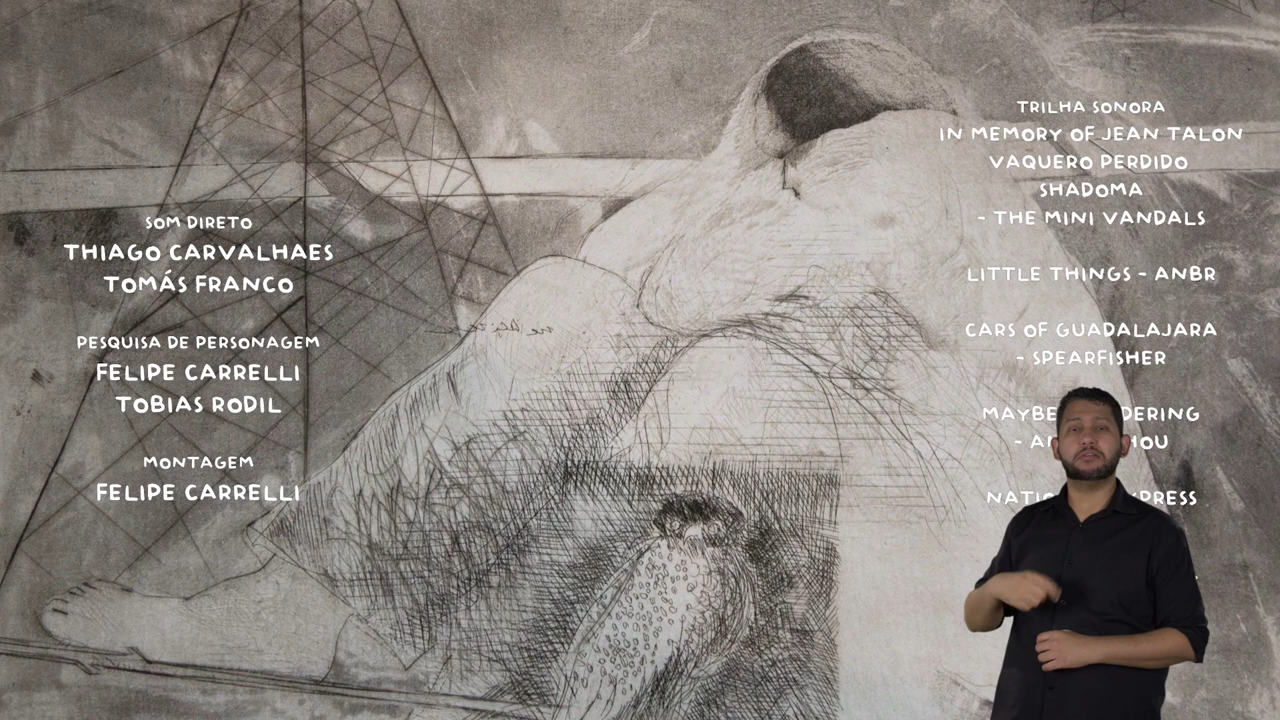 SOM DIRETO
THIAGO CARVALHAES
TOMÁS FRANCO
PESQUISA DE PERSONAGEM
FELIPE CARRELLI
TOBIAS RODIL
MONTAGEM
FELIPE CARRELLI
TRILHA SONORA
IN MEMORY OF JEAN TALON
VAQUERO PERDIDO
SHADOMA
- THE MINI VANDALS
LITTLE THINGS - ANBR
CARS OF GUADALAJARA
- SPEARFISHER